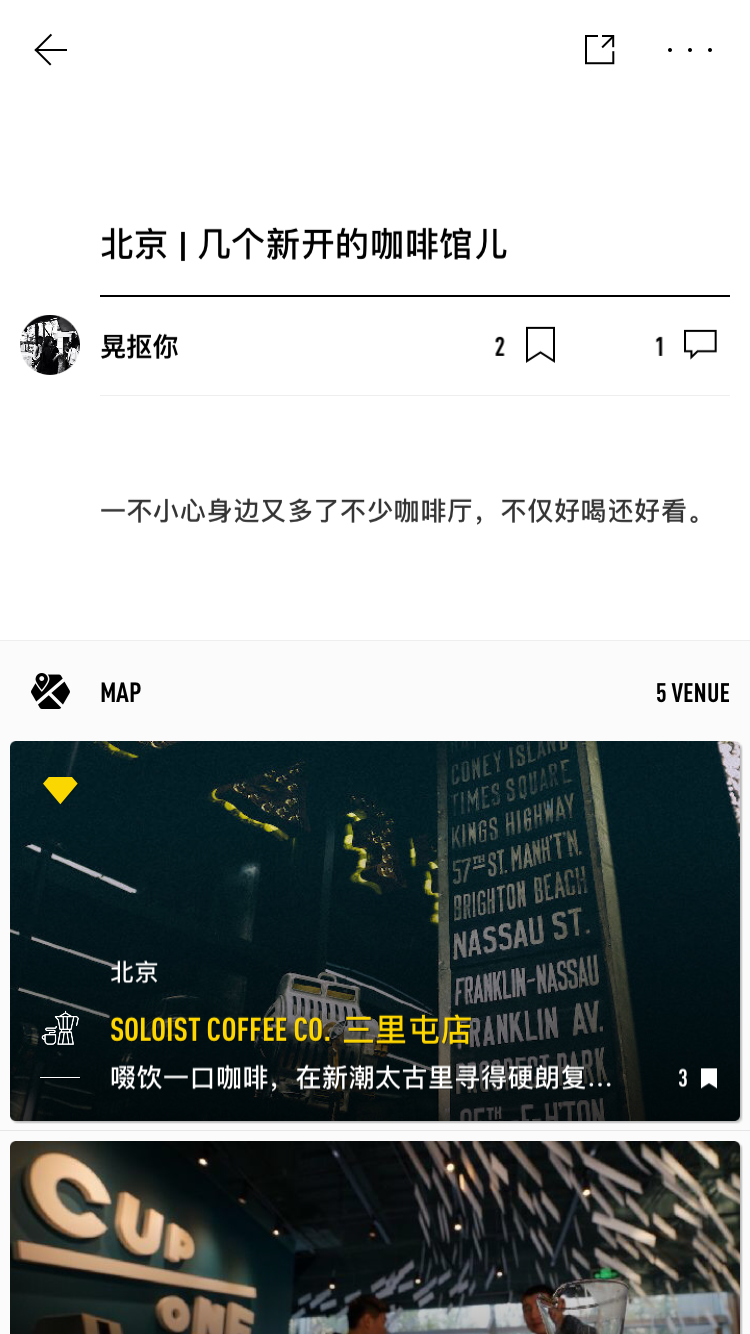 北京 | 几个新开的咖啡馆儿
晃抠你
2
1
一不小心身边又多了不少咖啡厅，不仅好喝还好看。
MAP
5 VENUE
CONEY ISLAND
TIMES SQUARE
KINGS HIGHWAY
57TH ST. MANH'T'N.
BRIGHTON BEACH
NASSAU ST.
FRANKLIN-NASSAU
FRANKLIN AV.
PROSPECT PARK
北京
SOLOIST COFFEE CO. 三里屯店
啜饮一口咖啡，在新潮太古里寻得硬朗复...
3
CUP
ONE